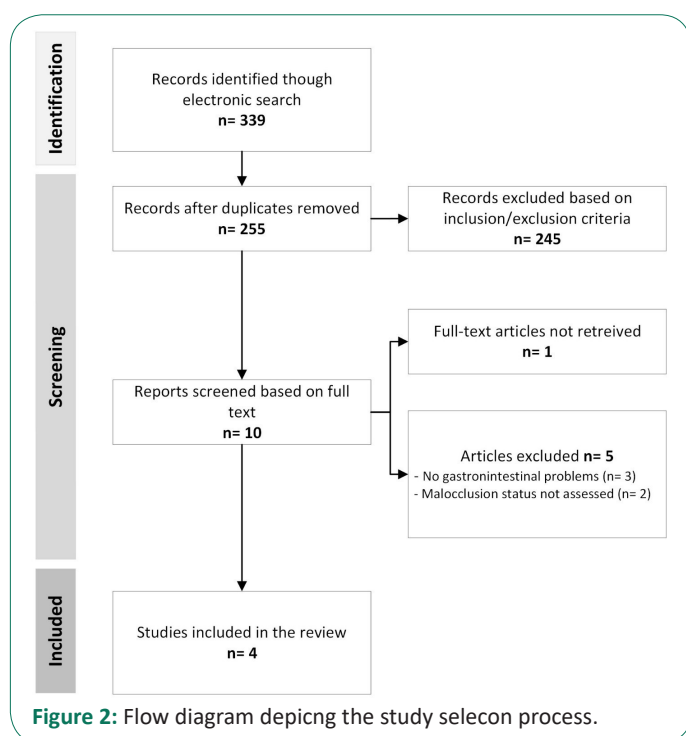 Identification
Records identified though
electronic search
n= 339
Screening
Records after duplicates removed
n= 255
Records excluded based on
inclusion/exclusion criteria
n= 245
Full-text articles not retreived
n= 1
Reports screened based on full
text
n= 10
Articles excluded n= 5
- No gastronintestinal problems (n= 3)
- Malocclusion status not assessed (n= 2)
Included
Studies included in the review
n= 4
Figure 2: Flow diagram depicng the study selecon process.